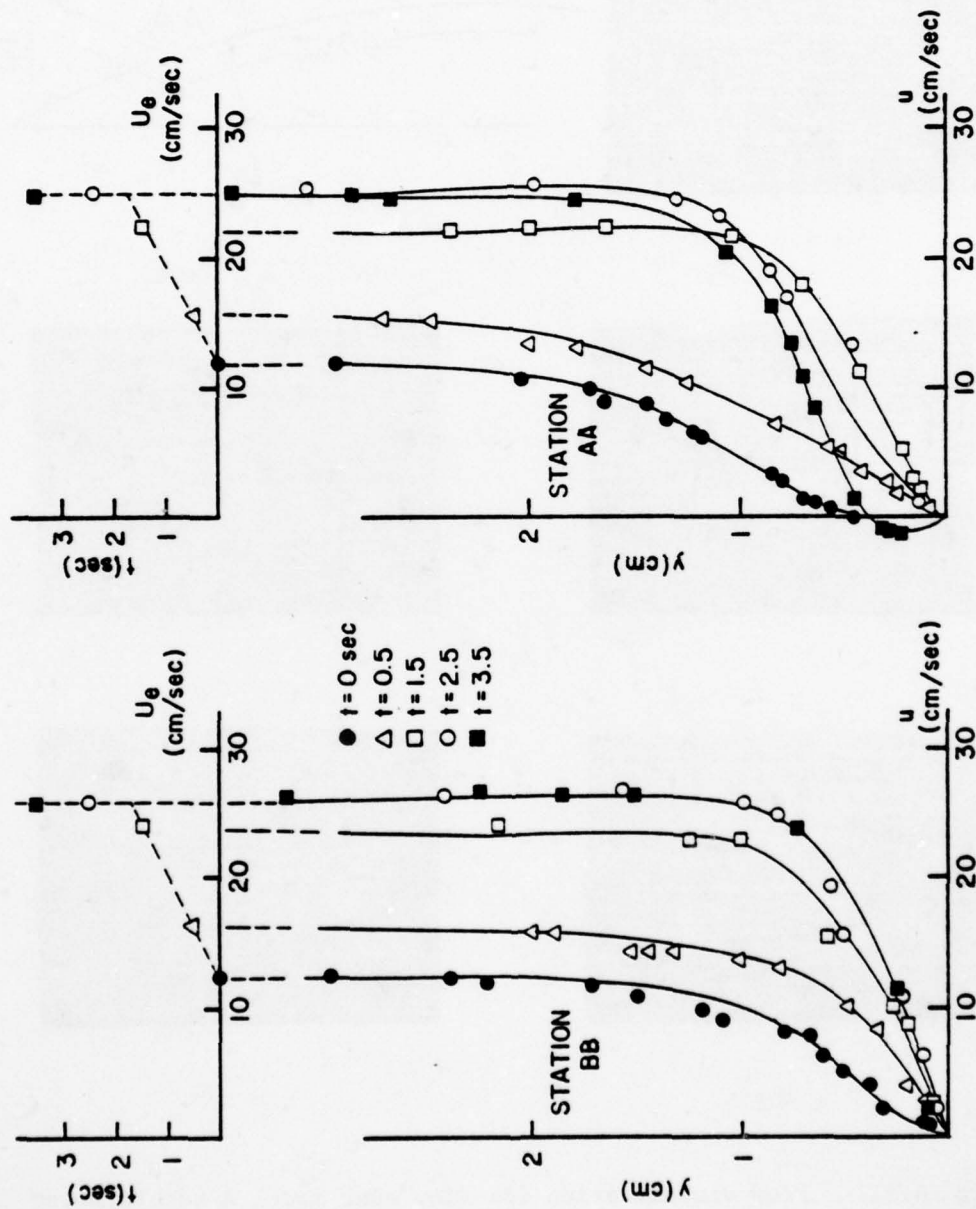 t(sec)
3
2
1
10
20
30
Ue
(cm/sec)
y(cm)
2
1
STATION
BB
t = 0 sec
t = 0.5
t = 1.5
t = 2.5
t = 3.5
10
20
30
u
(cm/sec)
t(sec)
3
2
1
10
20
30
Ue
(cm/sec)
y(cm)
2
1
STATION
AA
10
20
30
u
(cm/sec)